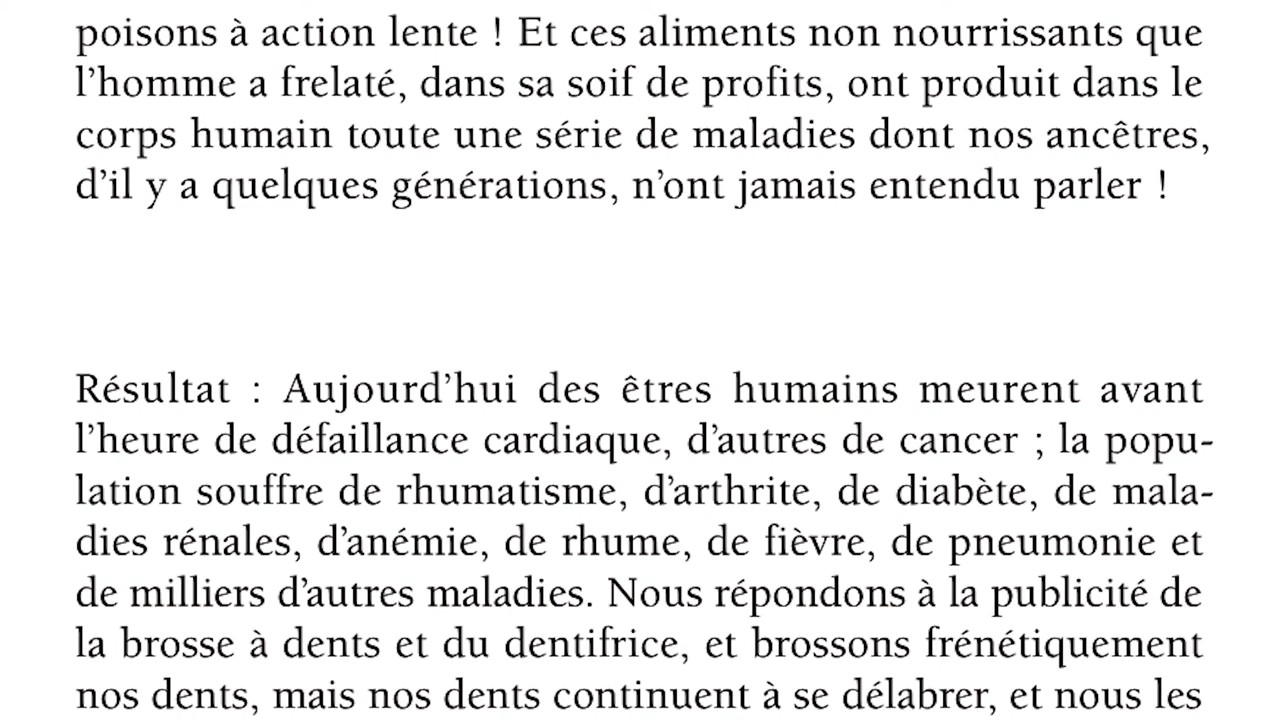 poisons à action lente ! Et ces aliments non nourrissants que
l’homme a frelaté, dans sa soif de profits, ont produit dans le
corps humain toute une série de maladies dont nos ancêtres,
d’il y a quelques générations, n’ont jamais entendu parler !
Résultat : Aujourd’hui des êtres humains meurent avant
l’heure de défaillance cardiaque, d’autres de cancer ; la popu-
lation souffre de rhumatisme, d’arthrite, de diabète, de mala-
dies rénales, d’anémie, de rhume, de fièvre, de pneumonie et
de milliers d’autres maladies. Nous répondons à la publicité de
la brosse à dents et du dentifrice, et brossons frénétiquement
nos dents, mais nos dents continuent à se délabrer, et nous les